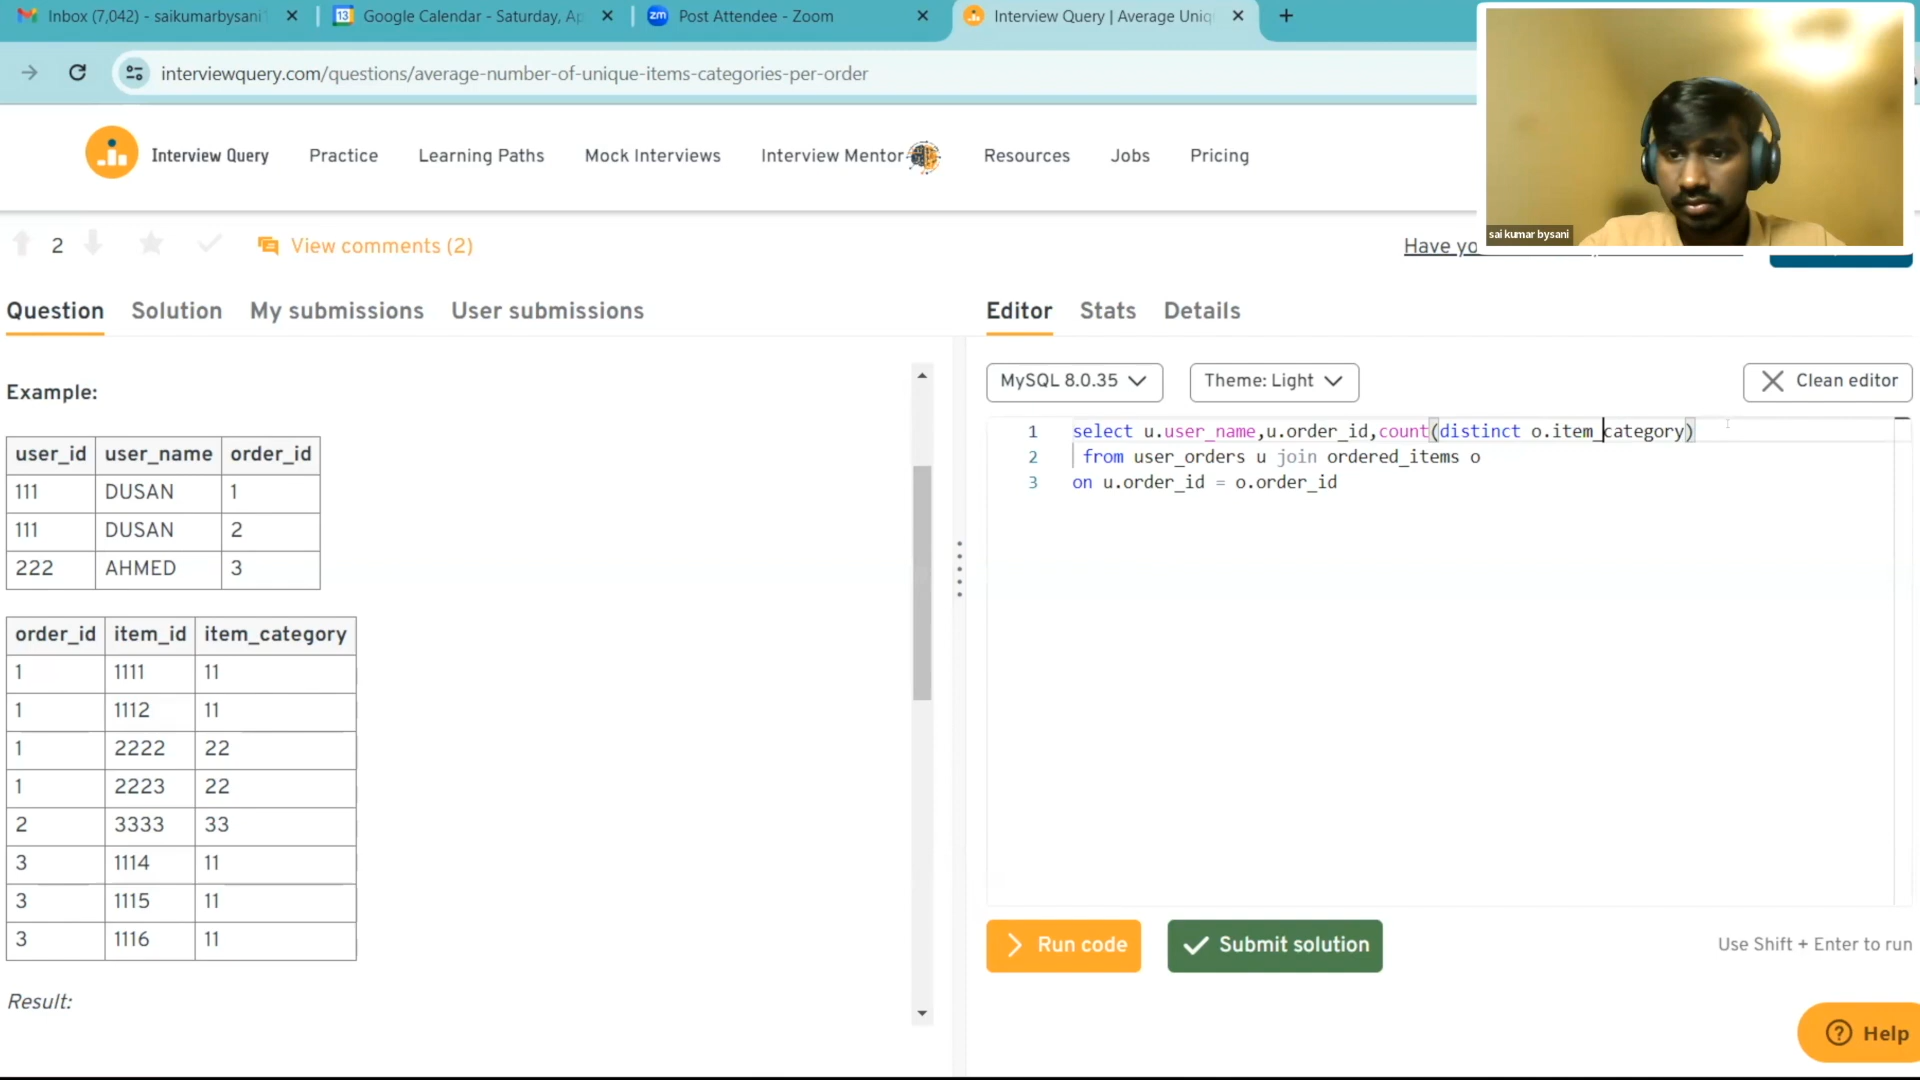 Inbox (7,042) - saikumarbysani1
13 Google Calendar - Saturday, Ap
zm Post Attendee - Zoom
Interview Query | Average Uniq
interviewquery.com/questions/average-number-of-unique-items-categories-per-order
Interview Query
Practice
Learning Paths
Mock Interviews
Interview Mentor
Resources
Jobs
Pricing
sai kumar bysani
2
View comments (2)
Have yo
Question Solution My submissions User submissions
Editor Stats Details
MySQL 8.0.35
Theme: Light
Clean editor
Example:
user_id user_name order_id
111 DUSAN 1
111 DUSAN 2
222 AHMED 3
order_id item_id item_category
1 1111 11
1 1112 11
1 2222 22
1 2223 22
2 3333 33
3 1114 11
3 1115 11
3 1116 11
Result:
1 select u.user_name,u.order_id,count(distinct o.item_category)
2 from user_orders u join ordered_items o
3 on u.order_id = o.order_id
Run code
Submit solution
Use Shift + Enter to run
Help